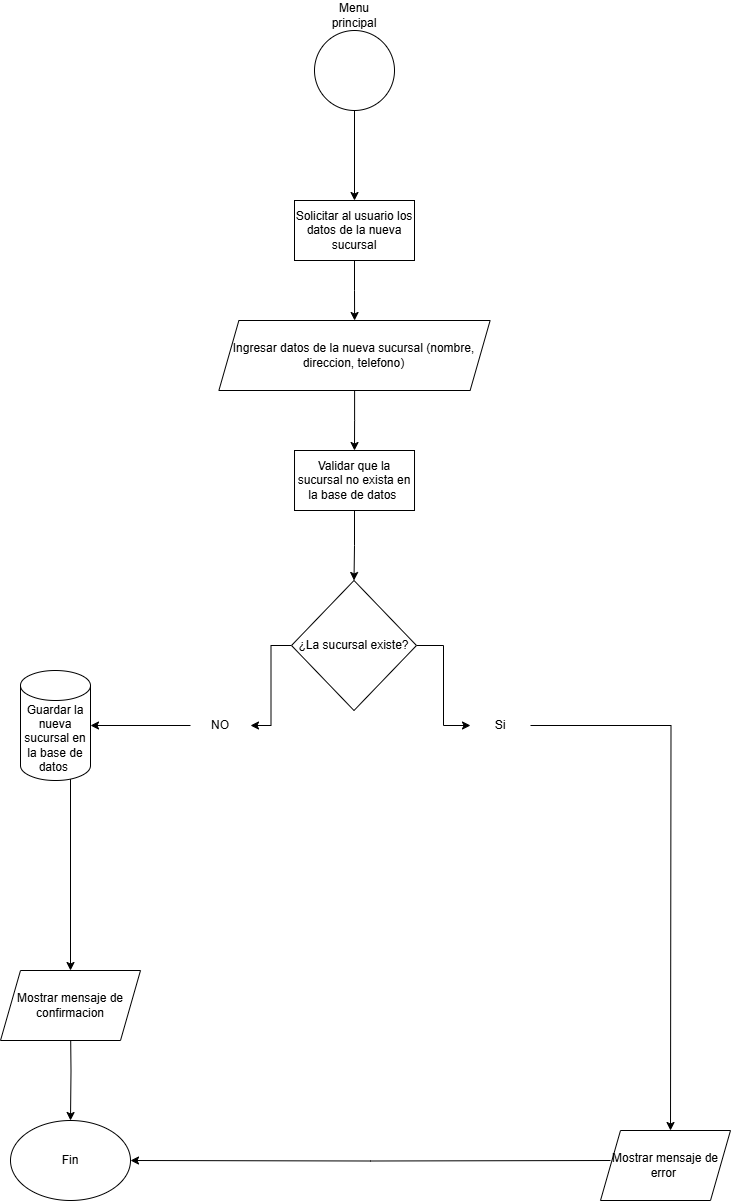 Menu
principal
Solicitar al usuario los
datos de la nueva
sucursal
Ingresar datos de la nueva sucursal (nombre,
direccion, telefono)
Validar que la
sucursal no exista en
la base de datos
¿La sucursal existe?
NO
Si
Guardar la
nueva
sucursal en
la base de
datos
Mostrar mensaje de
confirmacion
Fin
Mostrar mensaje de
error